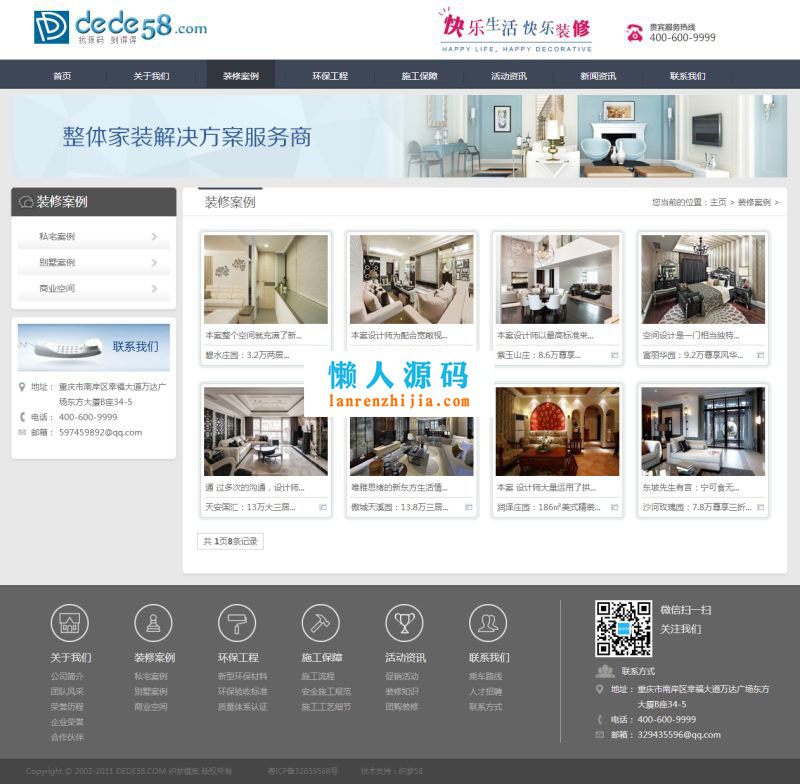 dede58.com
找源码 到得得
快乐生活 快乐装修
HAPPY LIFE, HAPPY DECORATIVE
贵宾服务热线
400-600-9999
首页
关于我们
装修案例
环保工程
施工保障
活动资讯
新闻资讯
联系我们
整体家装解决方案服务商
装修案例
私宅案例
别墅案例
商业空间
联系我们
地址： 重庆市南岸区幸福大道万达广
场东方大厦B座34-5
电话： 400-600-9999
邮箱： 597459892@qq.com
装修案例
您当前的位置：主页 > 装修案例 >
本案整个空间就充满了新...
碧水庄园：3.2万两居...
本案设计师为配合宽敞视...
本案设计师以最高标准来...
紫玉山庄：8.6万尊享...
空间设计是一门相当独特...
富丽华园：9.2万尊享风华...
懒人源码
lanrenzhijia.com
通 过多次的沟通，设计师...
天安国汇：13万大三居...
唯雅思绪的新东方生活情...
傲城天溪园：13.8万三居...
本案 设计师大量运用了拱...
润泽庄园：186㎡美式精装...
东坡先生有言：宁可食无...
沙河玫瑰园：7.8万尊享三折...
共 1页8条记录
关于我们
公司简介
团队风采
荣誉历程
企业荣誉
合作伙伴
装修案例
私宅案例
别墅案例
商业空间
环保工程
新型环保材料
环保验收标准
质量体系认证
施工保障
施工流程
安全施工规范
施工工艺细节
活动资讯
促销活动
装修知识
团购装修
联系我们
乘车路线
人才招聘
联系方式
微信扫一扫
关注我们
联系方式
地址： 重庆市南岸区幸福大道万达广场东方
大厦B座34-5
电话： 400-600-9999
邮箱： 329435596@qq.com
Copyright © 2002-2011 DEDE58.COM 织梦模板 版权所有
粤ICP备32659568号
技术支持：织梦58